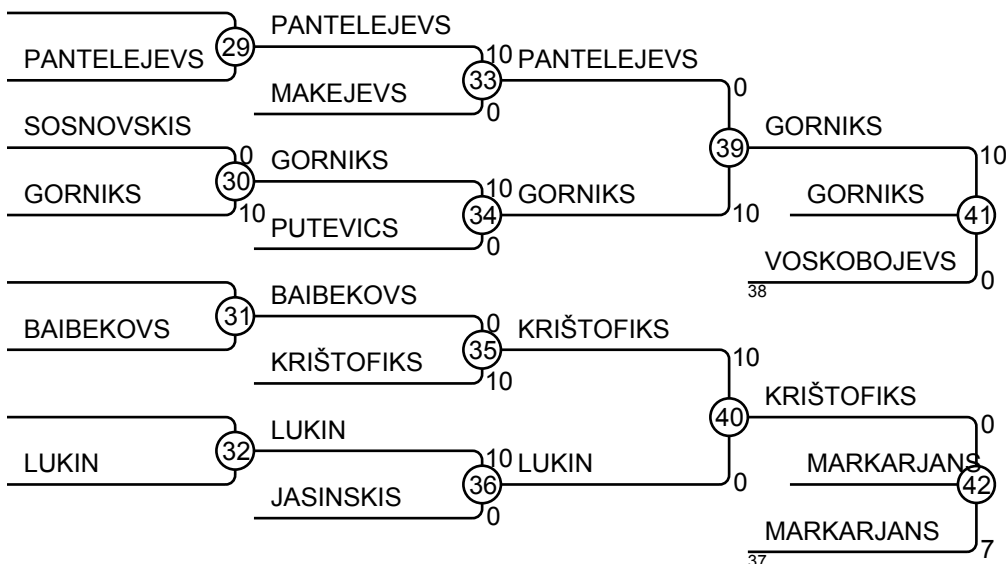 PANTELEJEVS
29
PANTELEJEVS
10
33
PANTELEJEVS
0
MAKEJEVS
0
SOSNOVSKIS
0
30
GORNIKS
10
39
GORNIKS
10
GORNIKS
10
34
GORNIKS
10
GORNIKS
41
PUTEVICS
0
VOSKOBOJEVS
0
38
BAIBEKOVS
31
BAIBEKOVS
0
35
KRIŠTOFIKS
10
KRIŠTOFIKS
10
40
KRIŠTOFIKS
0
LUKIN
32
LUKIN
10
36
LUKIN
0
MARKARJANS
42
JASINSKIS
0
MARKARJANS
7
37